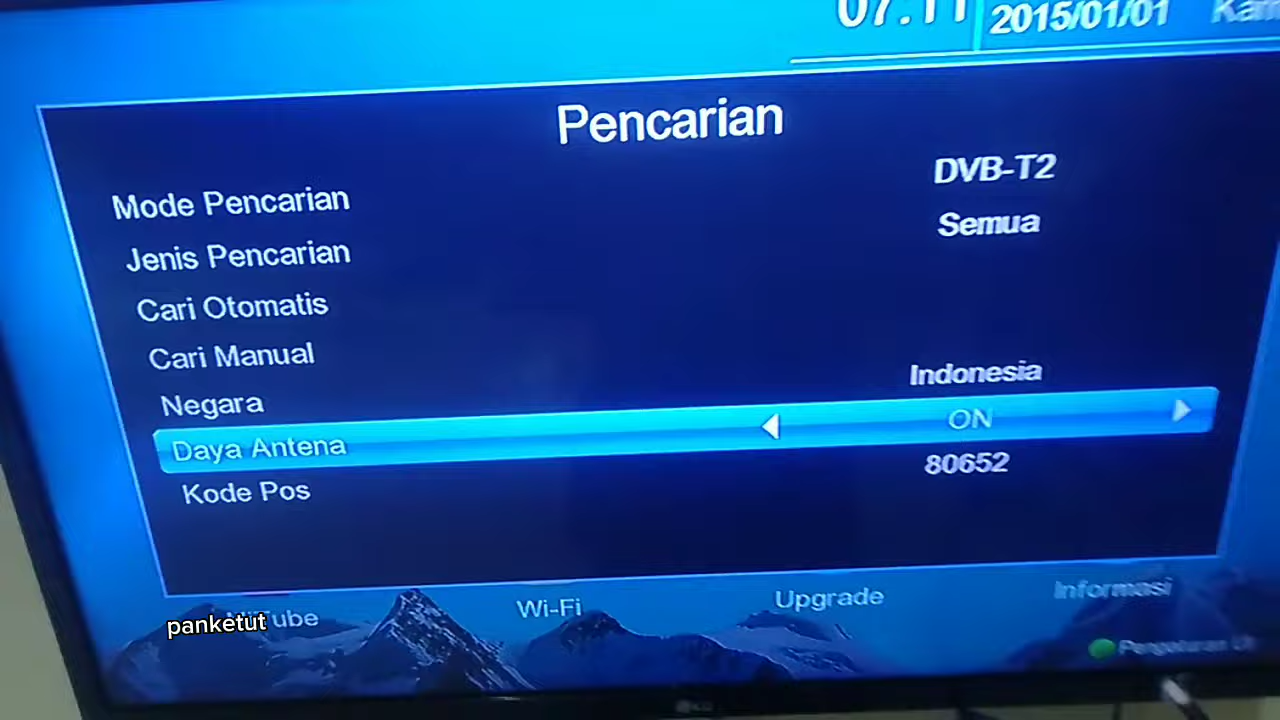 07:11 2015/01/01
Pencarian
Mode Pencarian DVB-T2
Jenis Pencarian Semua
Cari Otomatis
Cari Manual
Negara Indonesia
Daya Antena ON
Kode Pos 80652
panketut
Wi-Fi Upgrade Informasi
LG